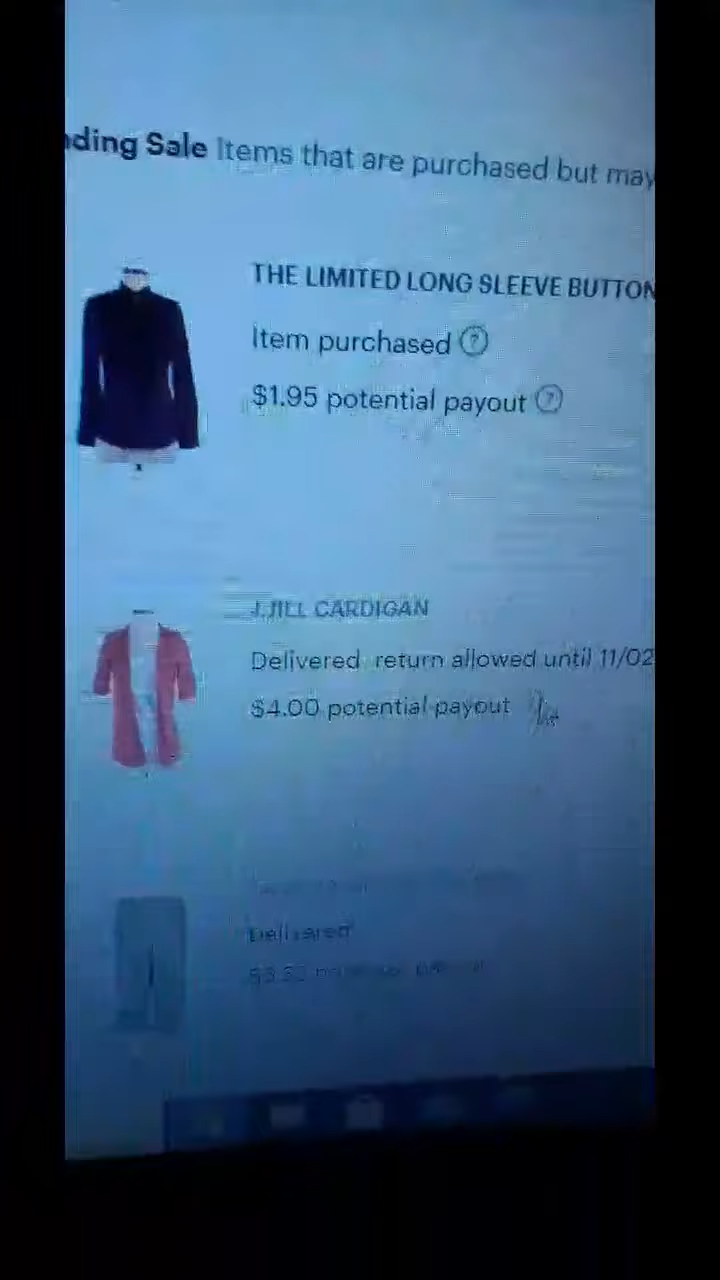 nding Sale Items that are purchased but may
THE LIMITED LONG SLEEVE BUTTON
Item purchased ?
$1.95 potential payout ?
J.JILL CARDIGAN
Delivered return allowed until 11/02
$4.00 potential payout
Delivered